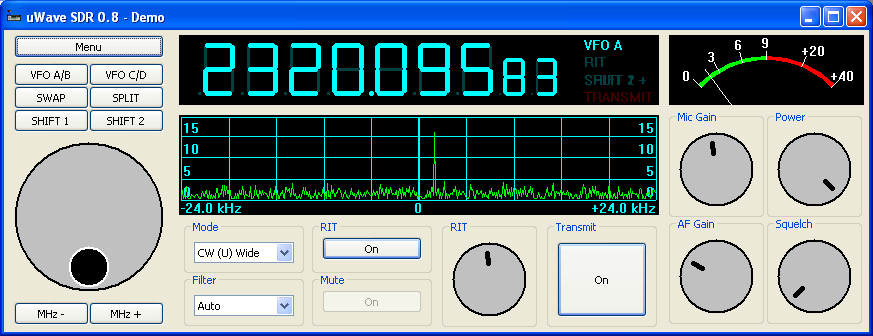 uWave SDR 0.8 - Demo
Menu
VFO A/B VFO C/D
SWAP SPLIT
SHIFT 1 SHIFT 2
MHz - MHz +
2320.09583
VFO A
RIT
TRANSMIT
15 15
10 10
5 5
0 0
-24.0 kHz 0 +24.0 kHz
Mode
CW (U) Wide
Filter
Auto
RIT
On
Mute
On
RIT
Transmit
On
0 3 6 9 +20 +40
Mic Gain
Power
AF Gain
Squelch